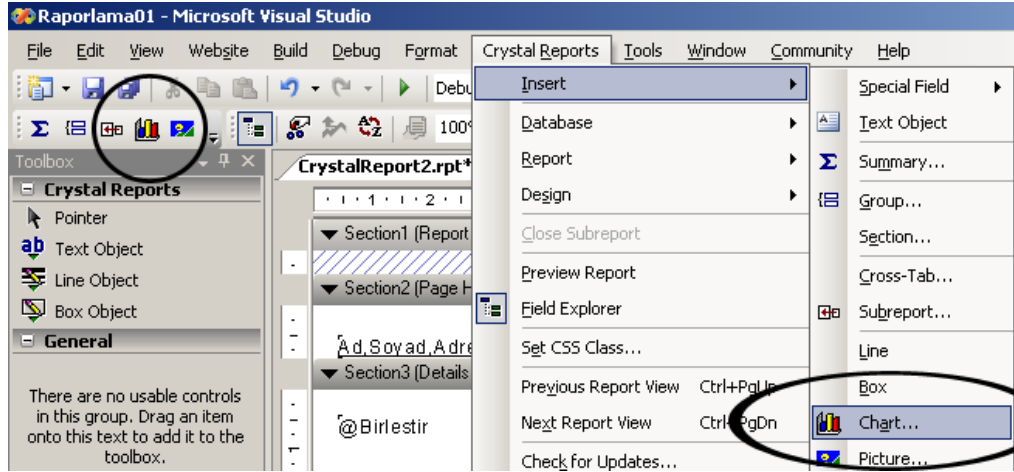 Raporlama01 - Microsoft Visual Studio
File Edit View Website Build Debug Format Crystal Reports Tools Window Community Help
Debu
100%
Toolbox
Crystal Reports
Pointer
Text Object
Line Object
Box Object
General
There are no usable controls
in this group. Drag an item
onto this text to add it to the
toolbox.
CrystalReport2.rpt*
1 2
Section1 (Report
Section2 (Page H
Ad,Soyad,Adre
Section3 (Details
@Birlestir
Insert
Database
Report
Design
Close Subreport
Preview Report
Field Explorer
Set CSS Class...
Previous Report View Ctrl+PgUp
Next Report View Ctrl+PgDn
Check for Updates...
Special Field
Text Object
Summary...
Group...
Section...
Cross-Tab...
Subreport...
Line
Box
Chart...
Picture...